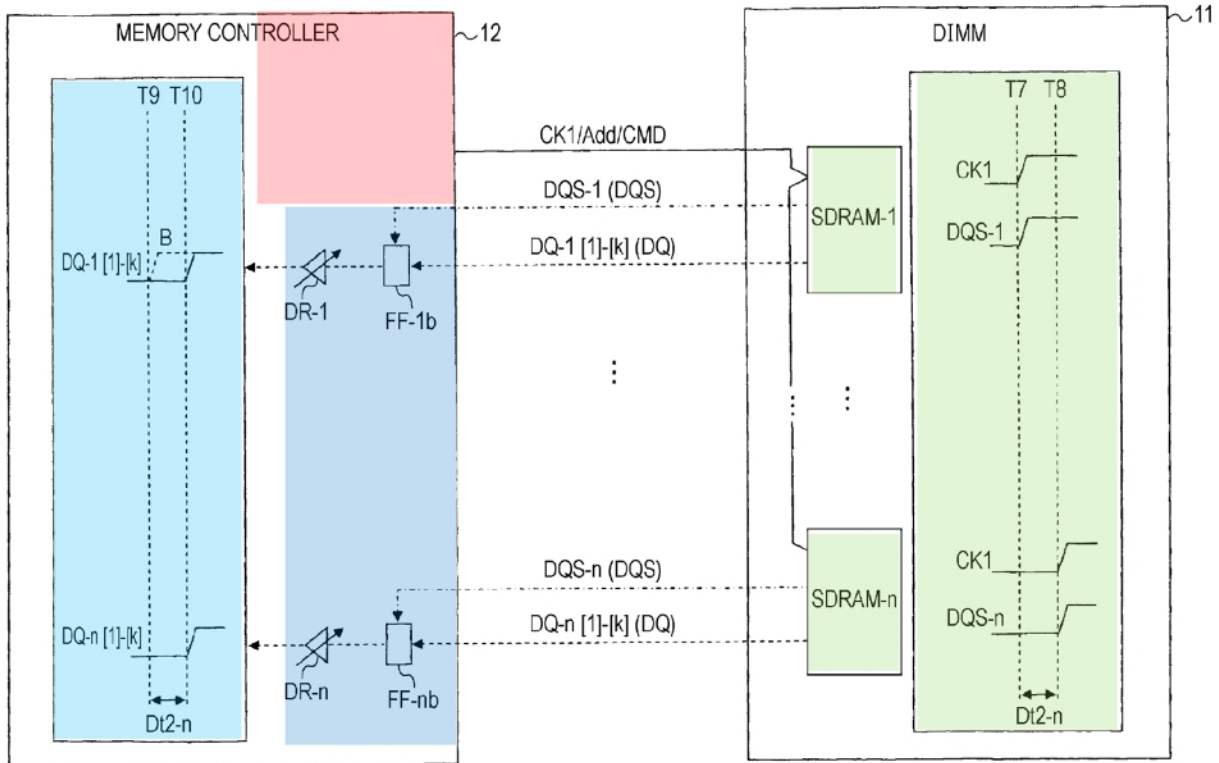 MEMORY CONTROLLER
12
T9 T10
B
DQ-1 [1]-[k]
DR-1
FF-1b
DQ-n [1]-[k]
DR-n
FF-nb
Dt2-n
CK1/Add/CMD
DQS-1 (DQS)
DQ-1 [1]-[k] (DQ)
DQS-n (DQS)
DQ-n [1]-[k] (DQ)
DIMM
11
SDRAM-1
SDRAM-n
T7 T8
CK1
DQS-1
CK1
DQS-n
Dt2-n